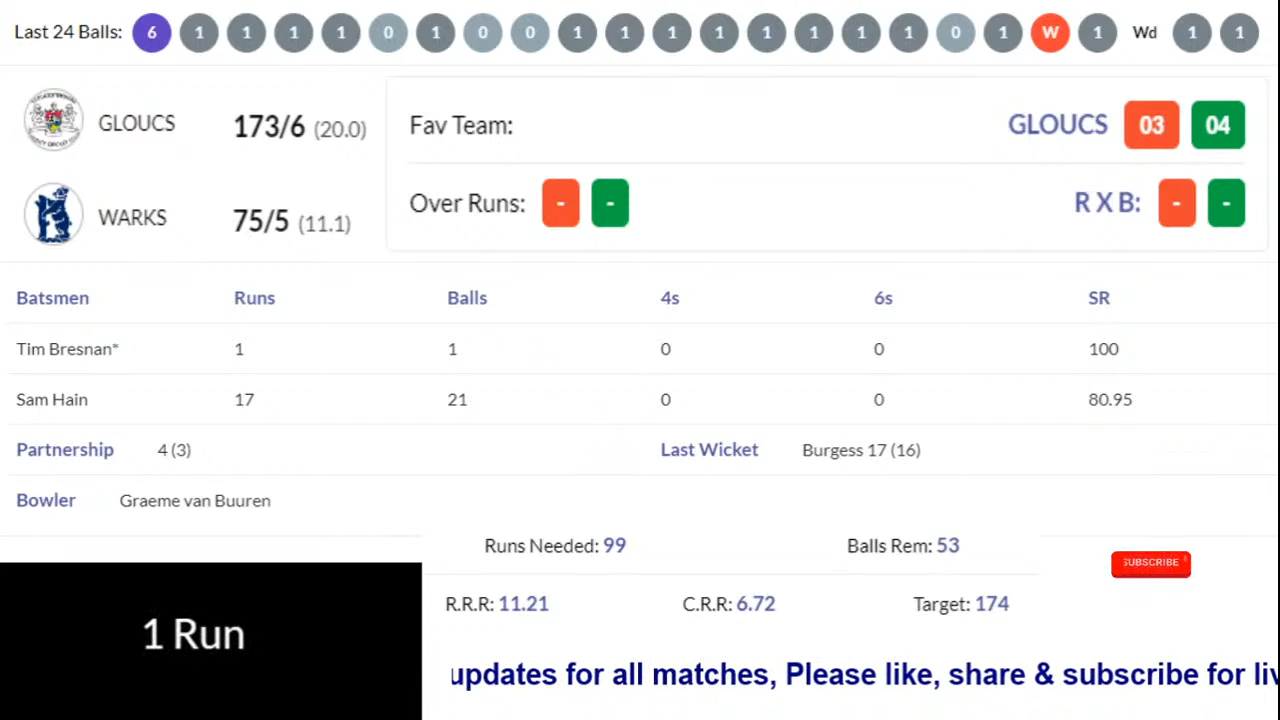 Last 24 Balls: 6 1 1 1 1 0 1 0 0 1 1 1 1 1 1 1 1 0 1 W 1 Wd 1 1
GLOUCS 173/6 (20.0)
Fav Team: GLOUCS 03 04
WARKS 75/5 (11.1)
Over Runs: - - R X B: - -
Batsmen Runs Balls 4s 6s SR
Tim Bresnan* 1 1 0 0 100
Sam Hain 17 21 0 0 80.95
Partnership 4 (3) Last Wicket Burgess 17 (16)
Bowler Graeme van Buuren
Runs Needed: 99 Balls Rem: 53
SUBSCRIBE
R.R.R: 11.21 C.R.R: 6.72 Target: 174
1 Run
updates for all matches, Please like, share & subscribe for liv